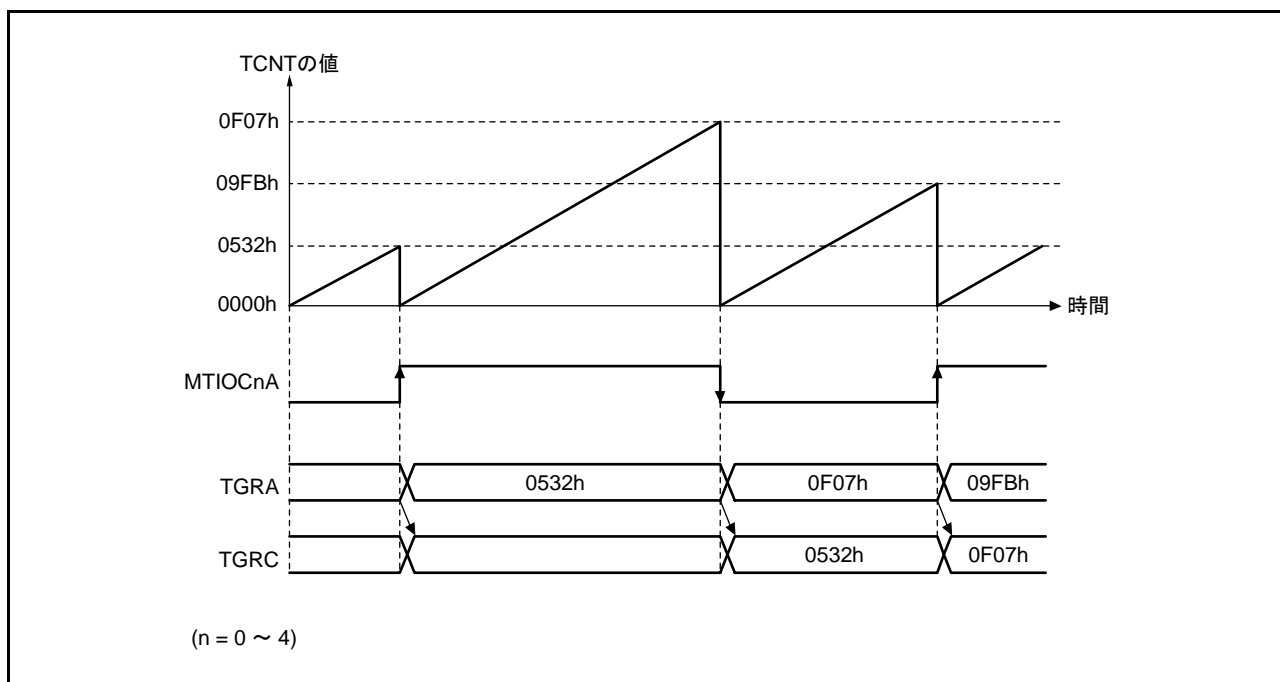 TCNTの値
0F07h
09FBh
0532h
0000h
時間
MTIOCnA
TGRA
0532h
0F07h
09FBh
TGRC
0532h
0F07h
(n = 0 ～ 4)